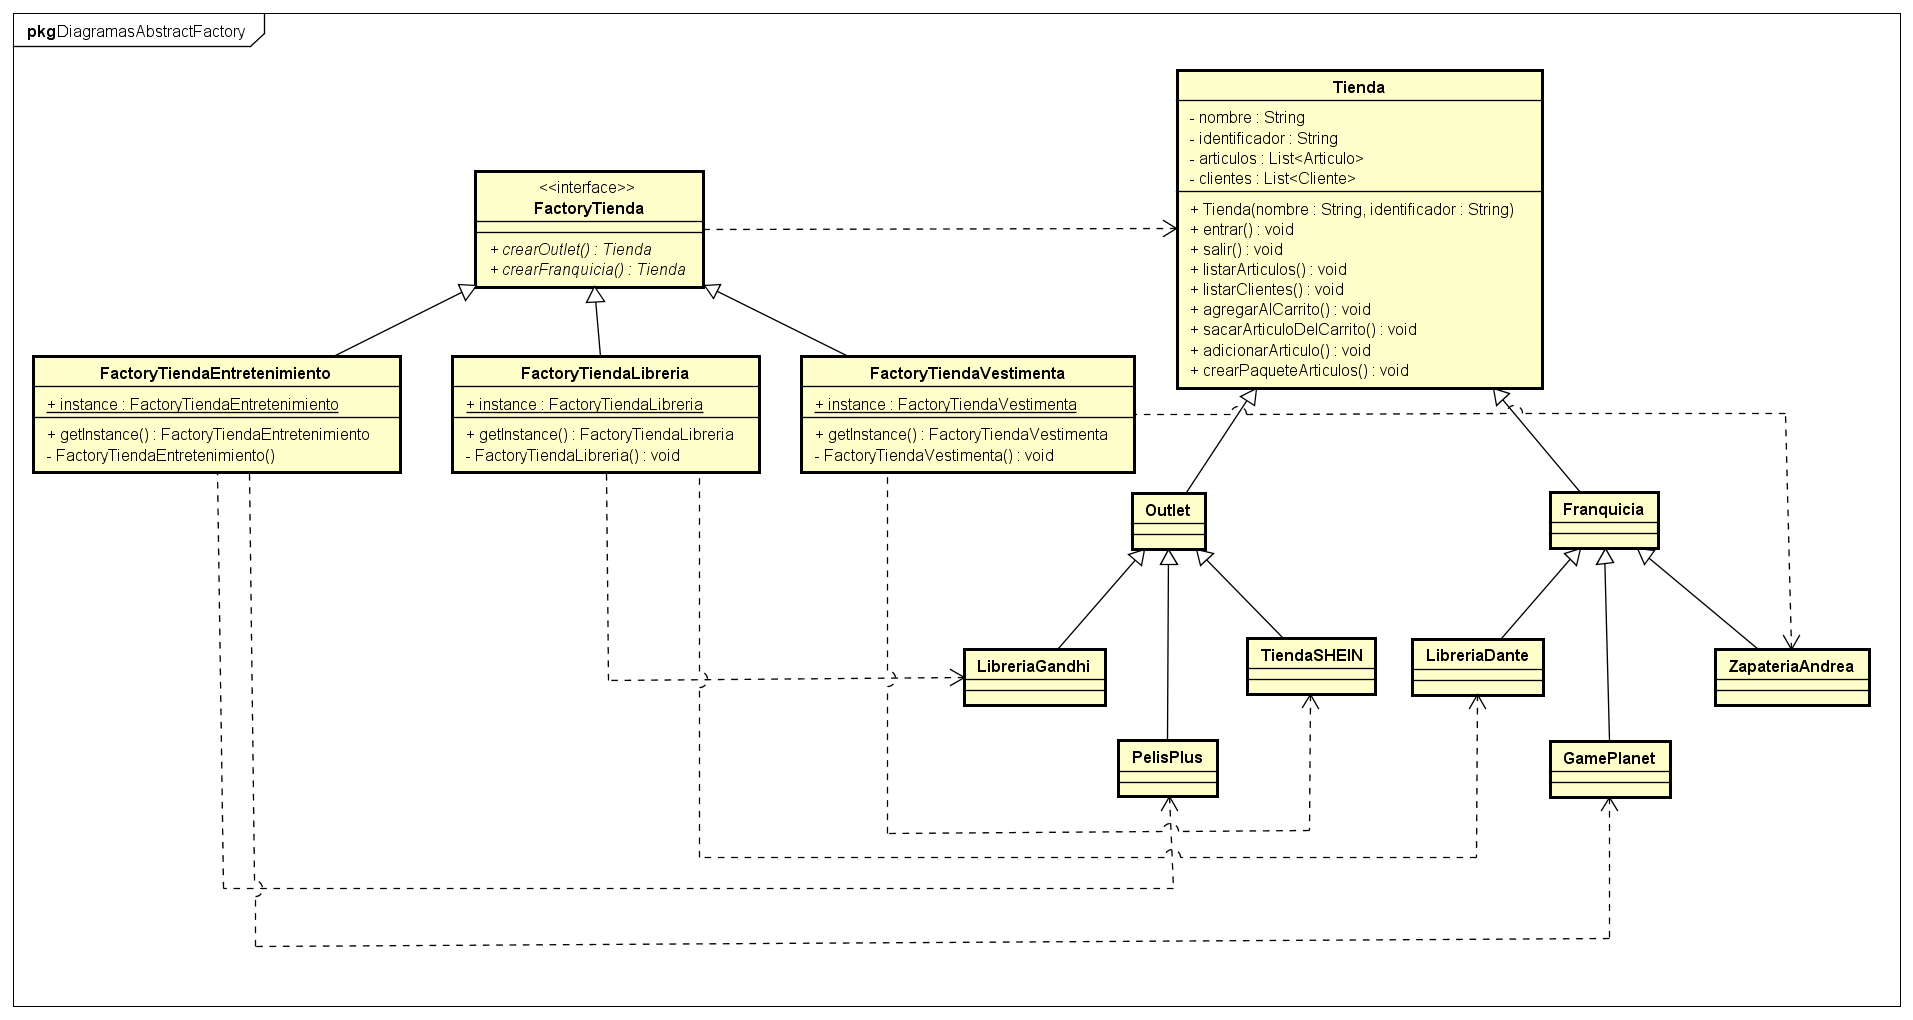 pkg DiagramasAbstractFactory
Tienda
- nombre : String
- identificador : String
- articulos : List<Articulo>
- clientes : List<Cliente>
+ Tienda(nombre : String, identificador : String)
+ entrar() : void
+ salir() : void
+ listarArticulos() : void
+ listarClientes() : void
+ agregarAlCarrito() : void
+ sacarArticuloDelCarrito() : void
+ adicionarArticulo() : void
+ crearPaqueteArticulos() : void
<<interface>>
FactoryTienda
+ crearOutlet() : Tienda
+ crearFranquicia() : Tienda
FactoryTiendaEntretenimiento
+ instance : FactoryTiendaEntretenimiento
+ getInstance() : FactoryTiendaEntretenimiento
- FactoryTiendaEntretenimiento()
FactoryTiendaLibreria
+ instance : FactoryTiendaLibreria
+ getInstance() : FactoryTiendaLibreria
- FactoryTiendaLibreria() : void
FactoryTiendaVestimenta
+ instance : FactoryTiendaVestimenta
+ getInstance() : FactoryTiendaVestimenta
- FactoryTiendaVestimenta() : void
Outlet
Franquicia
LibreriaGandhi
TiendaSHEIN
LibreriaDante
ZapateriaAndrea
PelisPlus
GamePlanet